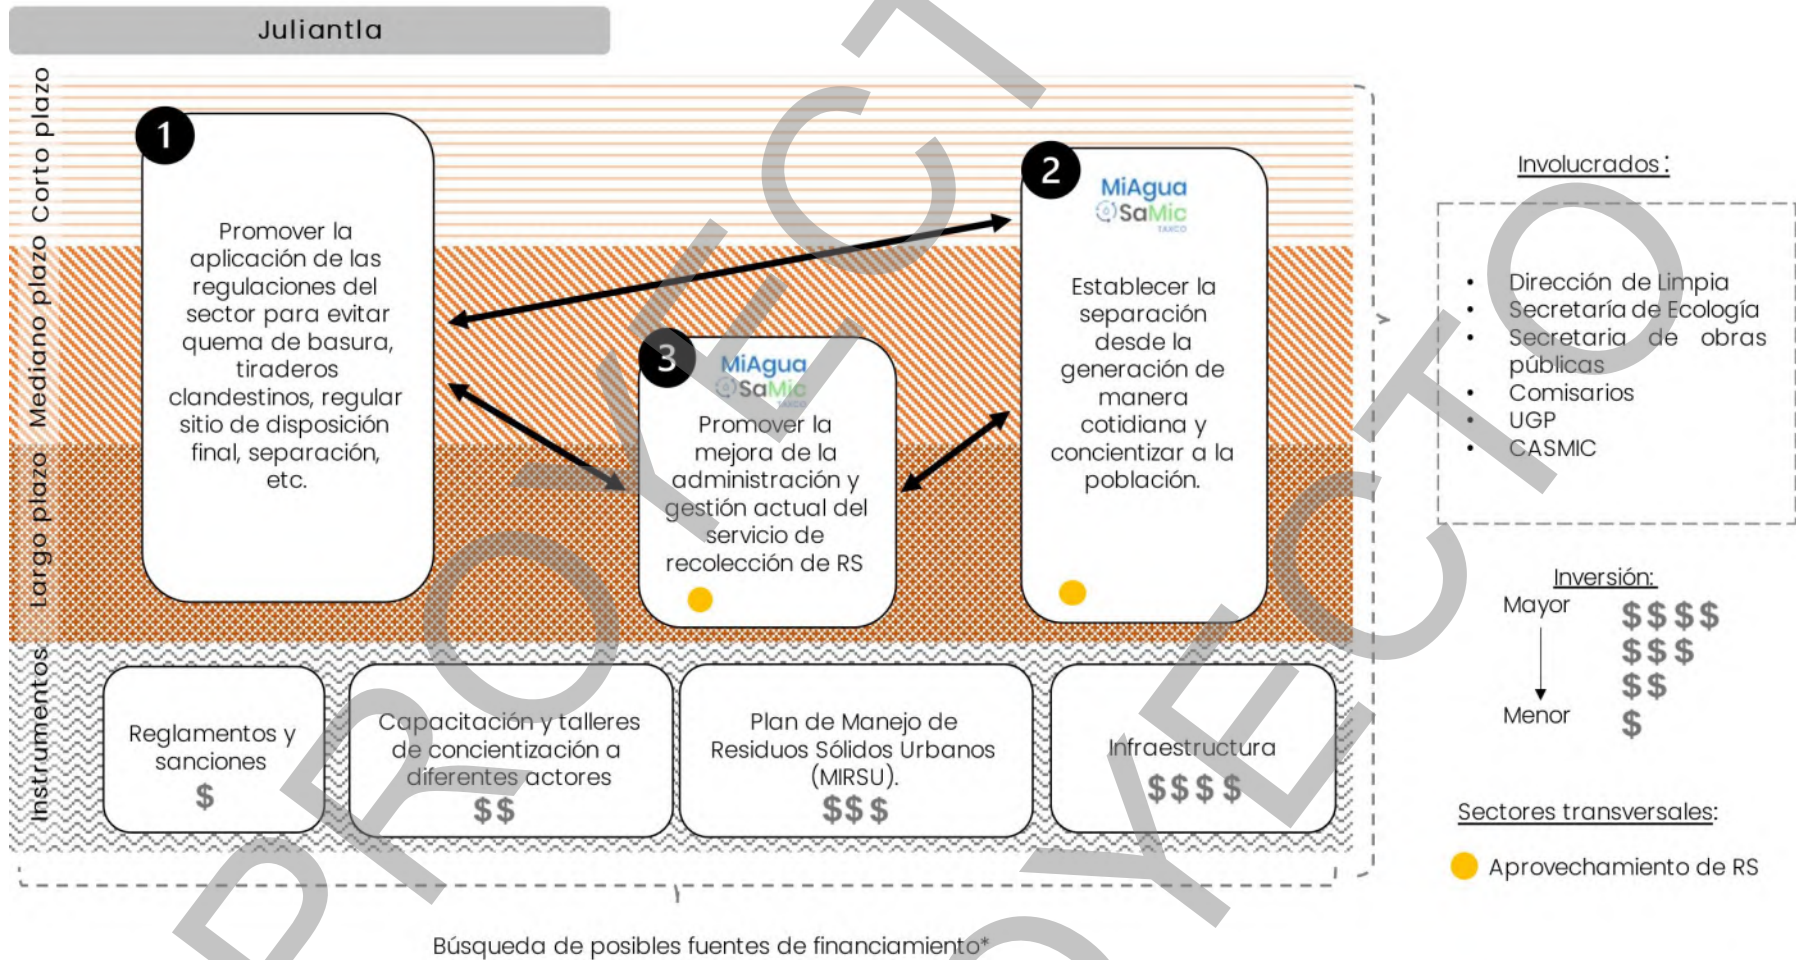 Juliantla
Corto plazo
Mediano plazo
Largo plazo
Instrumentos
1
Promover la
aplicación de las
regulaciones del
sector para evitar
quema de basura,
tiraderos
clandestinos, regular
sitio de disposición
final, separación,
etc.
2
MiAgua
SaMic
TAXCO
Establecer la
separación
desde la
generación de
manera
cotidiana y
concientizar a la
población.
3
MiAgua
SaMic
TAXCO
Promover la
mejora de la
administración y
gestión actual del
servicio de
recolección de RS
Reglamentos y
sanciones
$
Capacitación y talleres
de concientización a
diferentes actores
$$
Plan de Manejo de
Residuos Sólidos Urbanos
(MIRSU).
$$$
Infraestructura
$$$$
Búsqueda de posibles fuentes de financiamiento*
Involucrados:
• Dirección de Limpia
• Secretaría de Ecología
• Secretaria de obras
públicas
• Comisarios
• UGP
• CASMIC
Inversión:
Mayor
$$$$
$$$
$$
Menor
$
Sectores transversales:
Aprovechamiento de RS
PROYECT
OYECTO